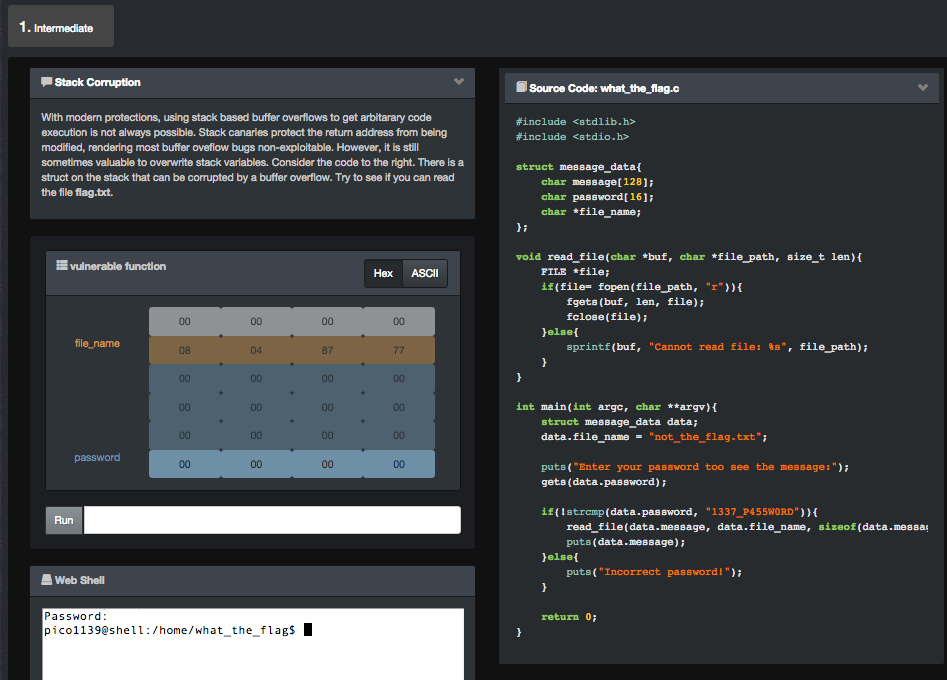 1. Intermediate
Stack Corruption
With modern protections, using stack based buffer overflows to get arbitarary code
execution is not always possible. Stack canaries protect the return address from being
modified, rendering most buffer oveflow bugs non-exploitable. However, it is still
sometimes valuable to overwrite stack variables. Consider the code to the right. There is a
struct on the stack that can be corrupted by a buffer overflow. Try to see if you can read
the file flag.txt.
vulnerable function
Hex ASCII
00 00 00 00
file_name 08 04 87 77
00 00 00 00
00 00 00 00
00 00 00 00
password 00 00 00 00
Run
Web Shell
Password:
pico1139@shell:/home/what_the_flag$
Source Code: what_the_flag.c
#include <stdlib.h>
#include <stdio.h>
struct message_data{
char message[128];
char password[16];
char *file_name;
};
void read_file(char *buf, char *file_path, size_t len){
FILE *file;
if(file= fopen(file_path, "r")){
fgets(buf, len, file);
fclose(file);
}else{
sprintf(buf, "Cannot read file: %s", file_path);
}
}
int main(int argc, char **argv){
struct message_data data;
data.file_name = "not_the_flag.txt";
puts("Enter your password too see the message:");
gets(data.password);
if(!strcmp(data.password, "1337_P455W0RD")){
read_file(data.message, data.file_name, sizeof(data.messag
puts(data.message);
}else{
puts("Incorrect password!");
}
return 0;
}